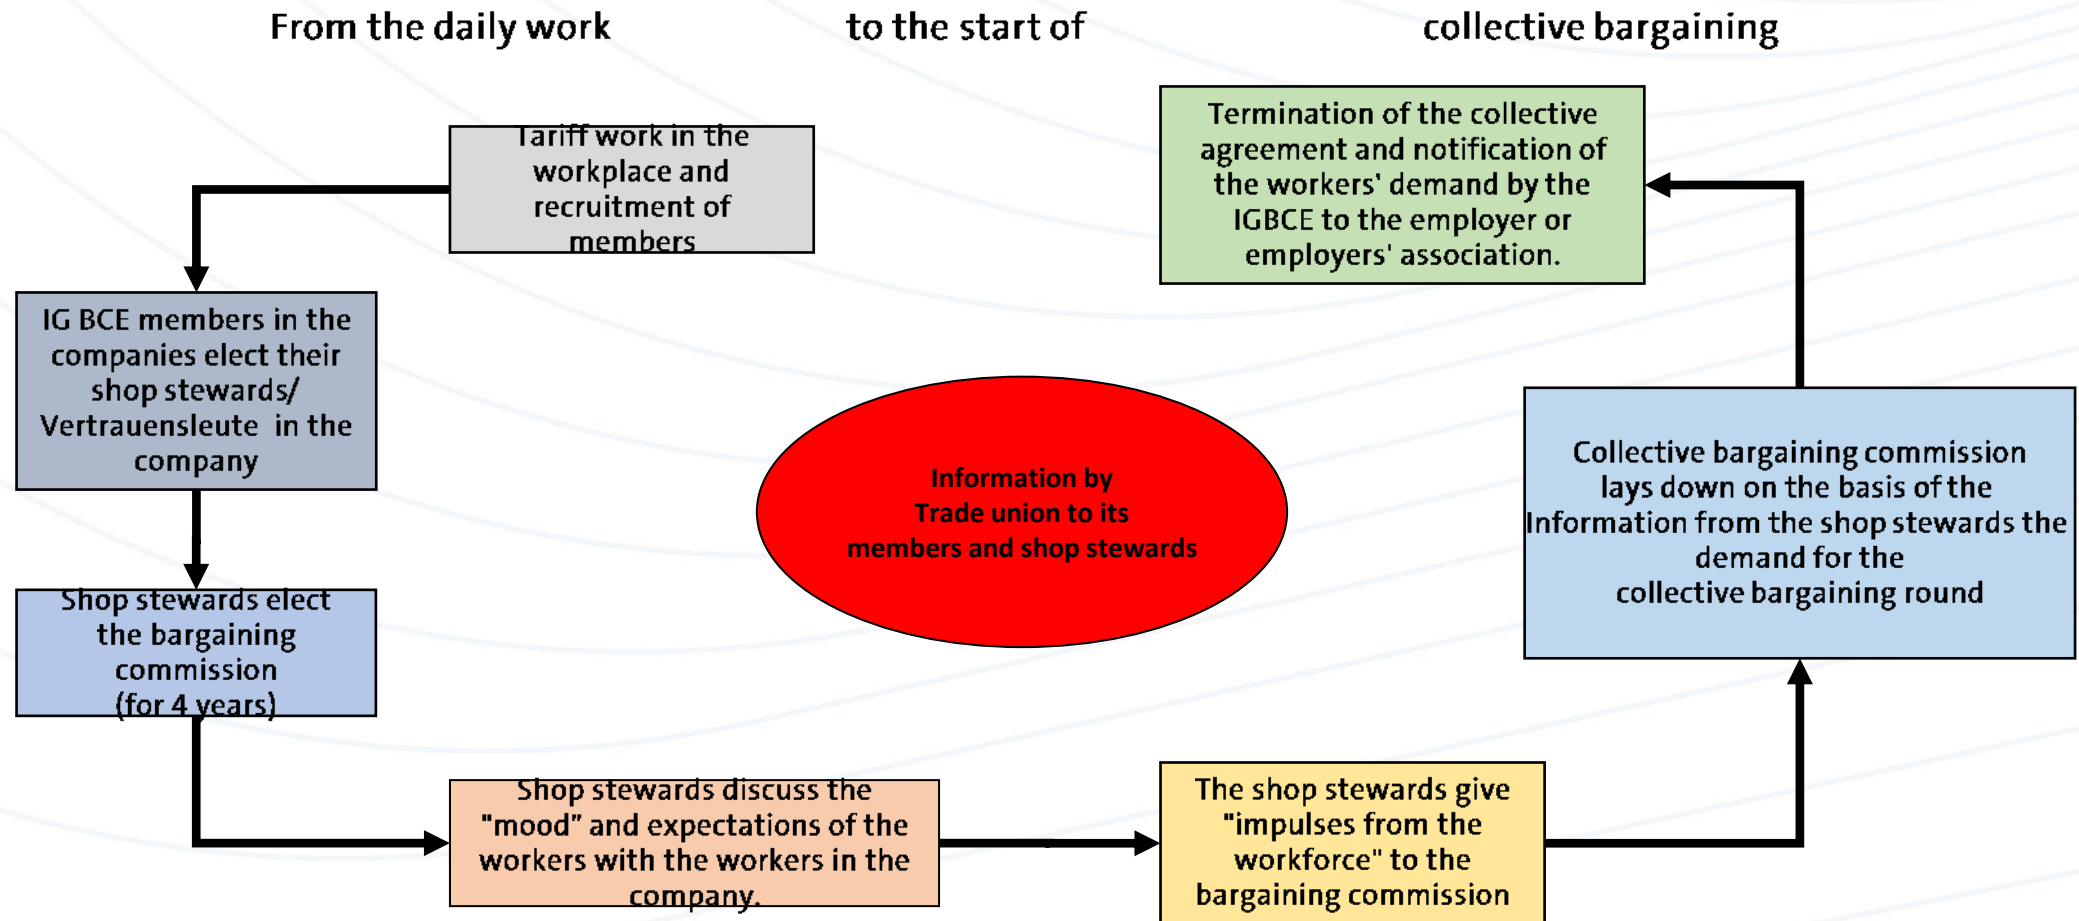 From the daily work to the start of collective bargaining
Tariff work in the
workplace and
recruitment of
members
IG BCE members in the
companies elect their
shop stewards/
Vertrauensleute in the
company
Shop stewards elect
the bargaining
commission
(for 4 years)
Shop stewards discuss the
"mood" and expectations of the
workers with the workers in the
company.
The shop stewards give
"impulses from the
workforce" to the
bargaining commission
Collective bargaining commission
lays down on the basis of the
Information from the shop stewards the
demand for the
collective bargaining round
Termination of the collective
agreement and notification of
the workers' demand by the
IGBCE to the employer or
employers' association.
Information by
Trade union to its
members and shop stewards